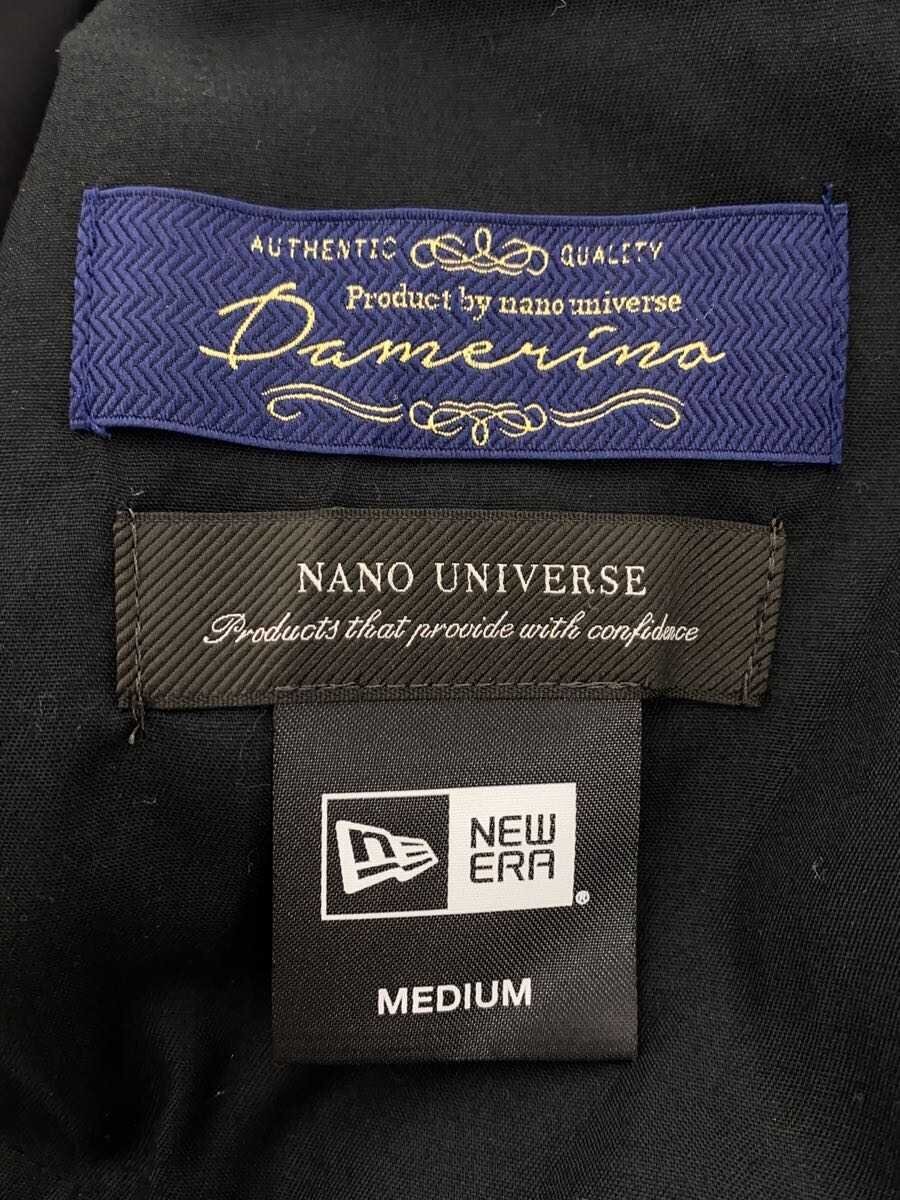 AUTHENTIC QUALITY
Product by nano universe
Damerino
NANO UNIVERSE
Products that provide with confidence
NEW
ERA
®
MEDIUM